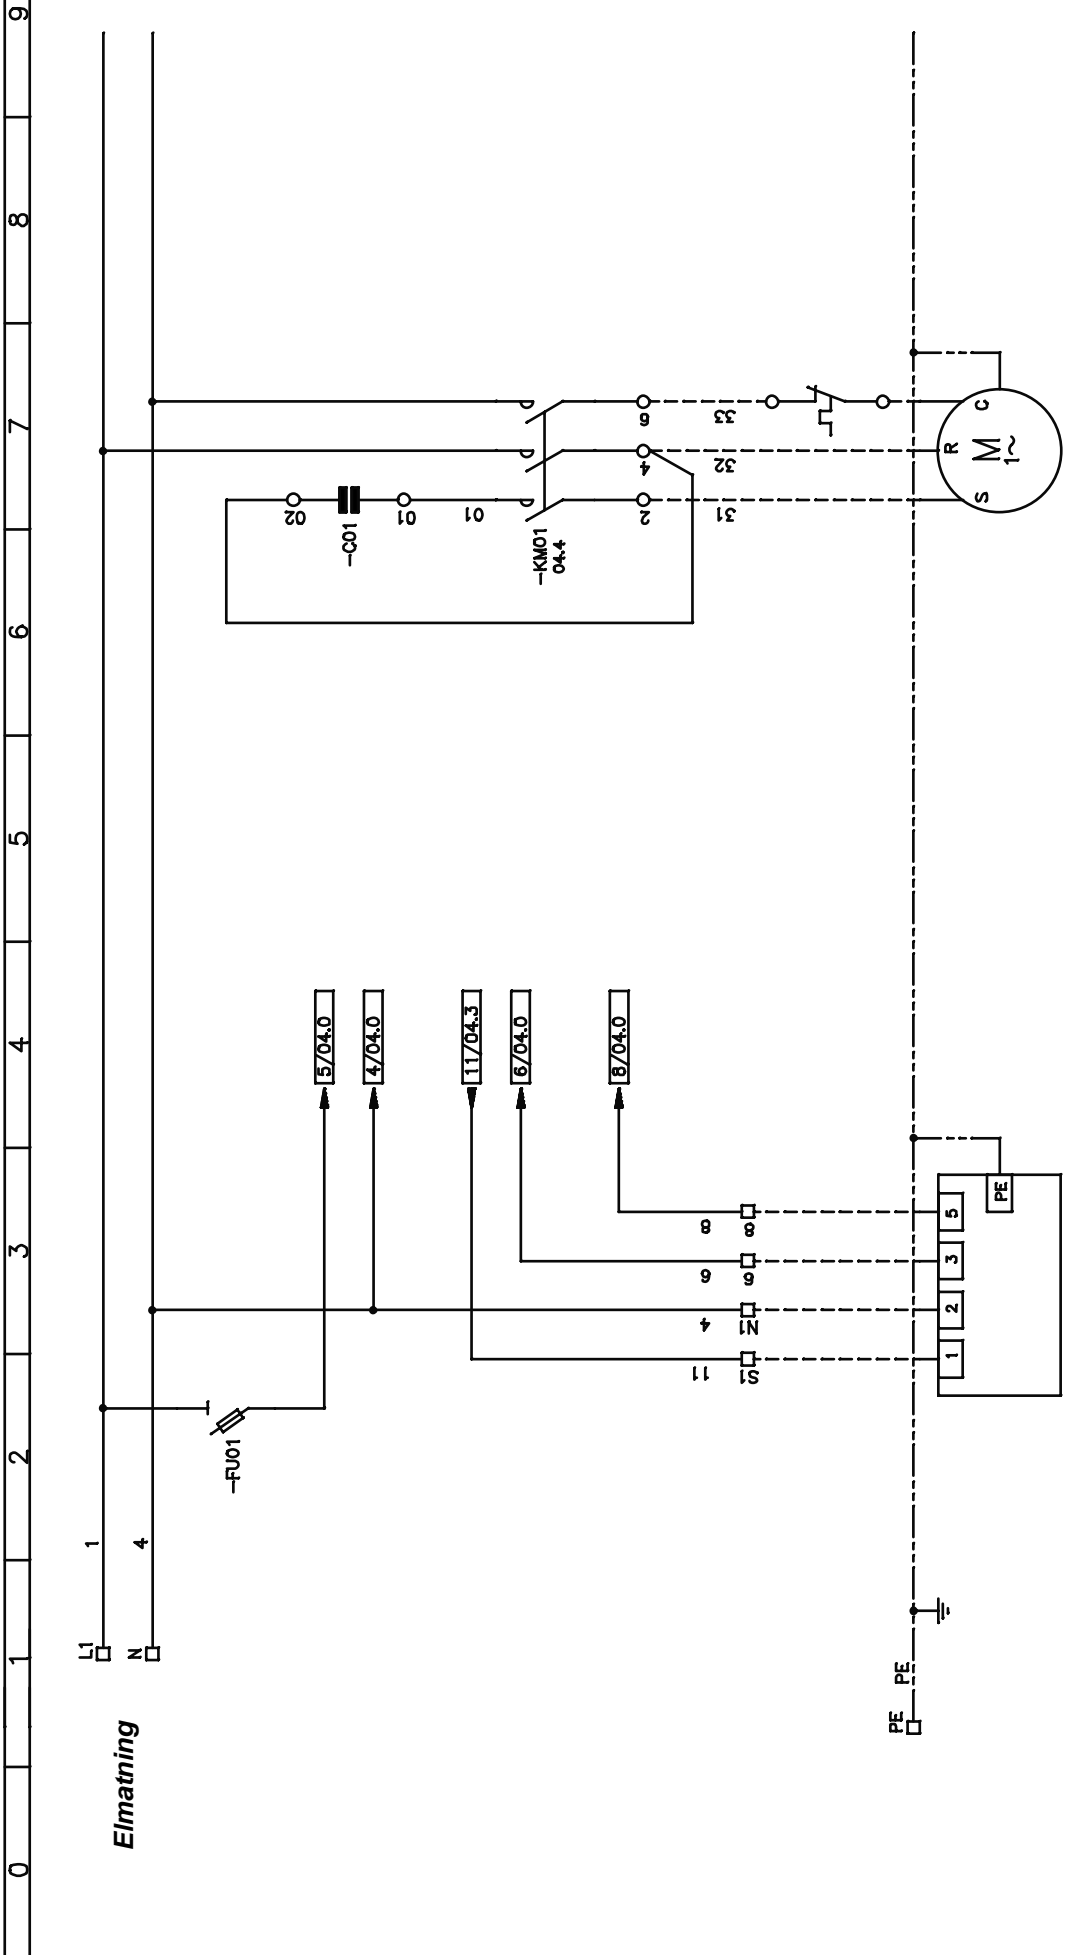 0 1 2 3 4 5 6 7 8 9
L1 1
Elmatning
N 4
-FU01
02
-C01
01
01
5/04.0
4/04.0
11/04.3
6/04.0
8/04.0
-KM01
04.4
2 4 6
11 4 6 8
S1 N1 6 8
31 32 33
PE PE
1 2 3 5
PE
S R C
M
1~